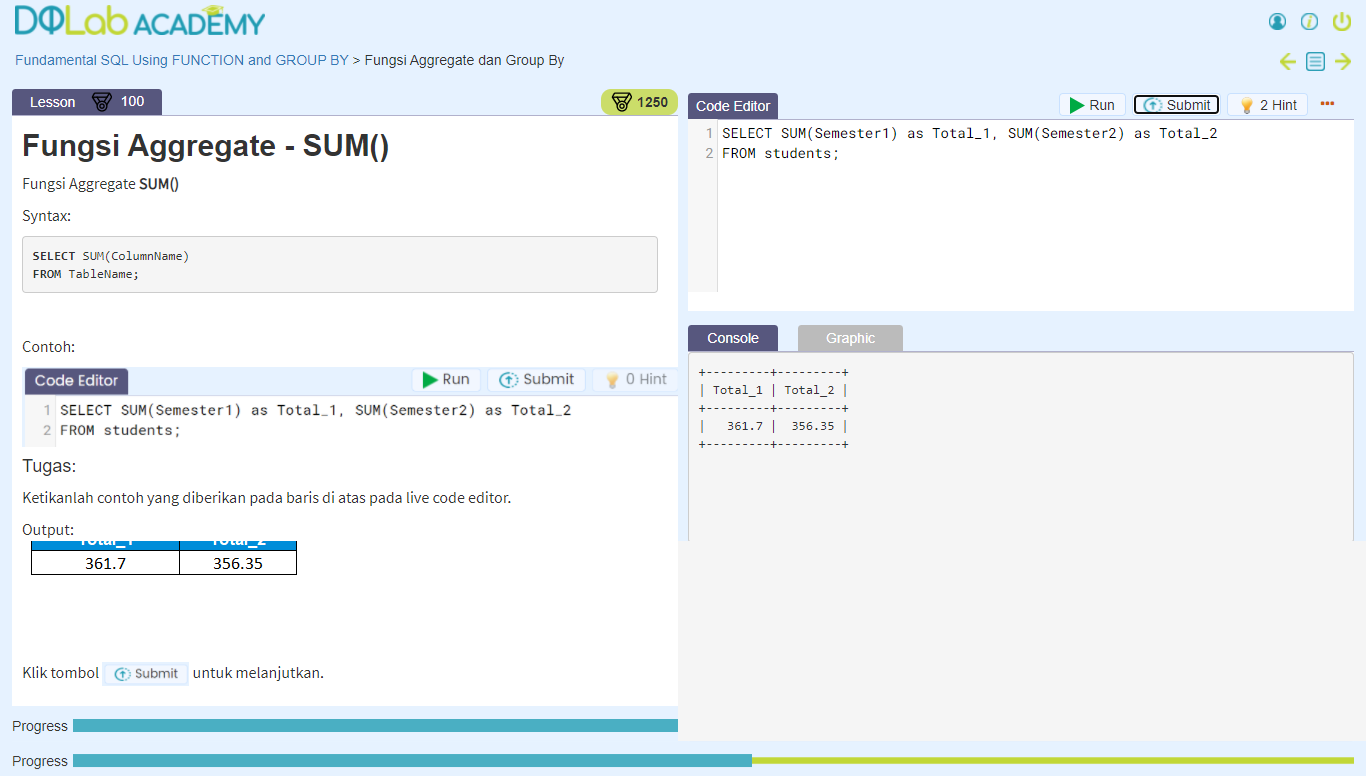 DQLab ACADEMY
Fundamental SQL Using FUNCTION and GROUP BY > Fungsi Aggregate dan Group By
Lesson 100
1250
Fungsi Aggregate - SUM()
Fungsi Aggregate SUM()
Syntax:
SELECT SUM(ColumnName)
FROM TableName;
Contoh:
Code Editor Run Submit 0 Hint
1 SELECT SUM(Semester1) as Total_1, SUM(Semester2) as Total_2
2 FROM students;
Tugas:
Ketikanlah contoh yang diberikan pada baris di atas pada live code editor.
Output:
Total_1 Total_2
361.7 356.35
Klik tombol Submit untuk melanjutkan.
Progress
Progress
Code Editor Run Submit 2 Hint
1 SELECT SUM(Semester1) as Total_1, SUM(Semester2) as Total_2
2 FROM students;
Console Graphic
+---------+---------+
| Total_1 | Total_2 |
+---------+---------+
|   361.7 |  356.35 |
+---------+---------+